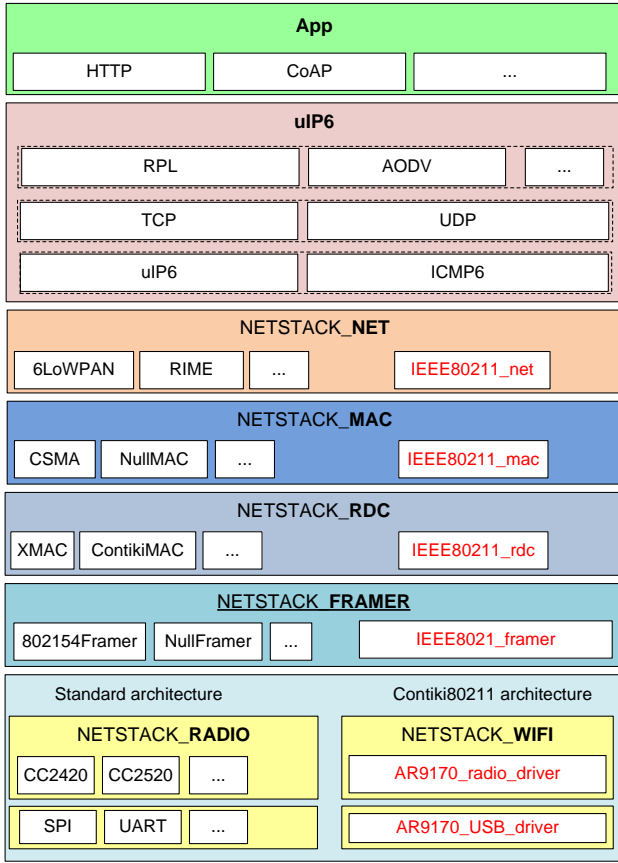 App
HTTP CoAP ...
uIP6
RPL AODV ...
TCP UDP
uIP6 ICMP6
NETSTACK_NET
6LoWPAN RIME ... IEEE80211_net
NETSTACK_MAC
CSMA NullMAC ... IEEE80211_mac
NETSTACK_RDC
XMAC ContikiMAC ... IEEE80211_rdc
NETSTACK_FRAMER
802154Framer NullFramer ... IEEE8021_framer
Standard architecture Contiki80211 architecture
NETSTACK_RADIO NETSTACK_WIFI
CC2420 CC2520 ... AR9170_radio_driver
SPI UART ... AR9170_USB_driver